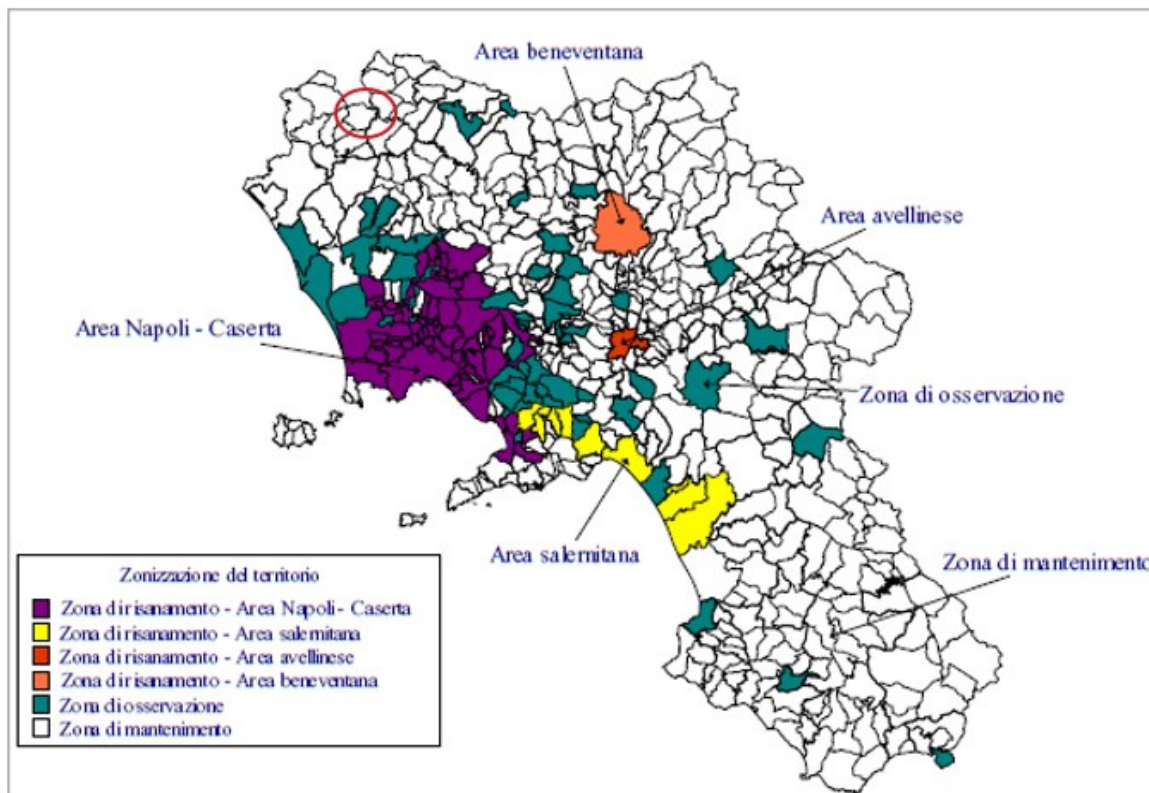 Area beneventana
Area avellinese
Area Napoli - Caserta
Zona di osservazione
Area salernitana
Zona di mantenimento
Zonizzazione del territorio
Zona di risanamento - Area Napoli - Caserta
Zona di risanamento - Area salernitana
Zona di risanamento - Area avellinese
Zona di risanamento - Area beneventana
Zona di osservazione
Zona di mantenimento